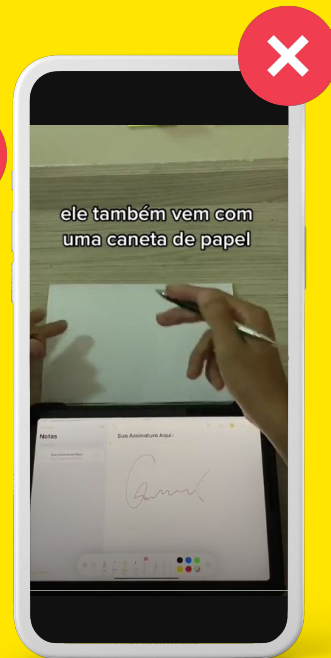 ele também vem com
uma caneta de papel
Notas
Sua Assinatura Aqui: